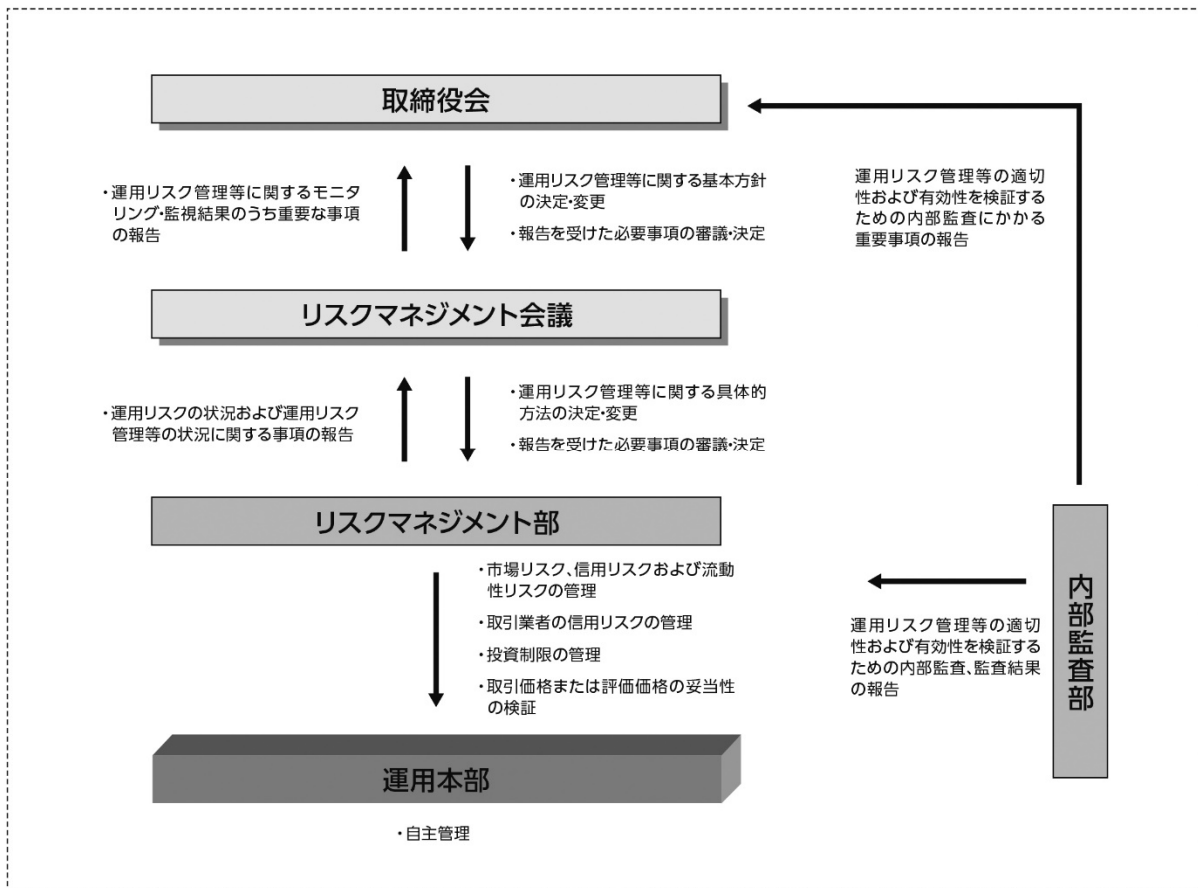 取締役会
・運用リスク管理等に関するモニ
タリング・監視結果のうち重要な事項
の報告
・運用リスク管理等に関する基本方針
の決定・変更
・報告を受けた必要事項の審議・決定
運用リスク管理等の適切
性および有効性を検証する
ための内部監査にかかる
重要事項の報告
リスクマネジメント会議
・運用リスクの状況および運用リスク
管理等の状況に関する事項の報告
・運用リスク管理等に関する具体的
方法の決定・変更
・報告を受けた必要事項の審議・決定
リスクマネジメント部
・市場リスク、信用リスクおよび流動
性リスクの管理
・取引業者の信用リスクの管理
・投資制限の管理
・取引価格または評価価格の妥当性
の検証
運用リスク管理等の適切
性および有効性を検証する
ための内部監査、監査結果
の報告
内部監査部
運用本部
・自主管理